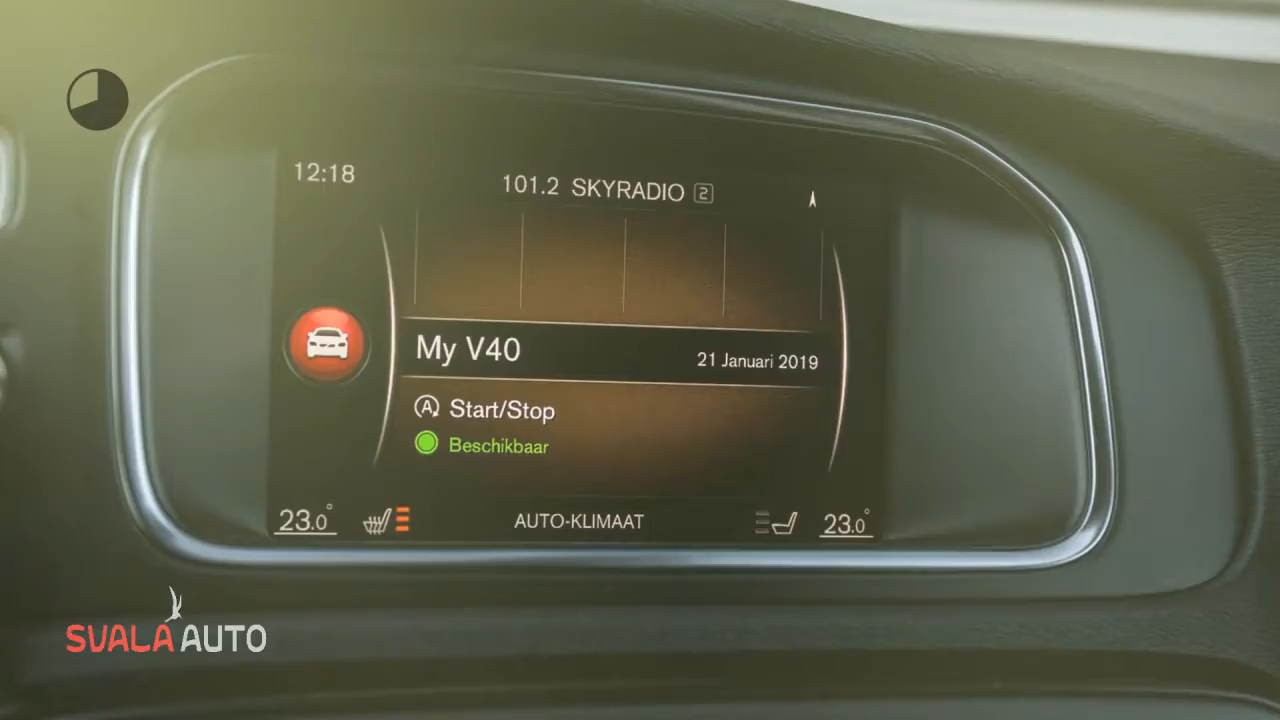 12:18
101.2 SKYRADIO 2
My V40
21 Januari 2019
A Start/Stop
Beschikbaar
23.0°
AUTO-KLIMAAT
23.0°
SVALA AUTO